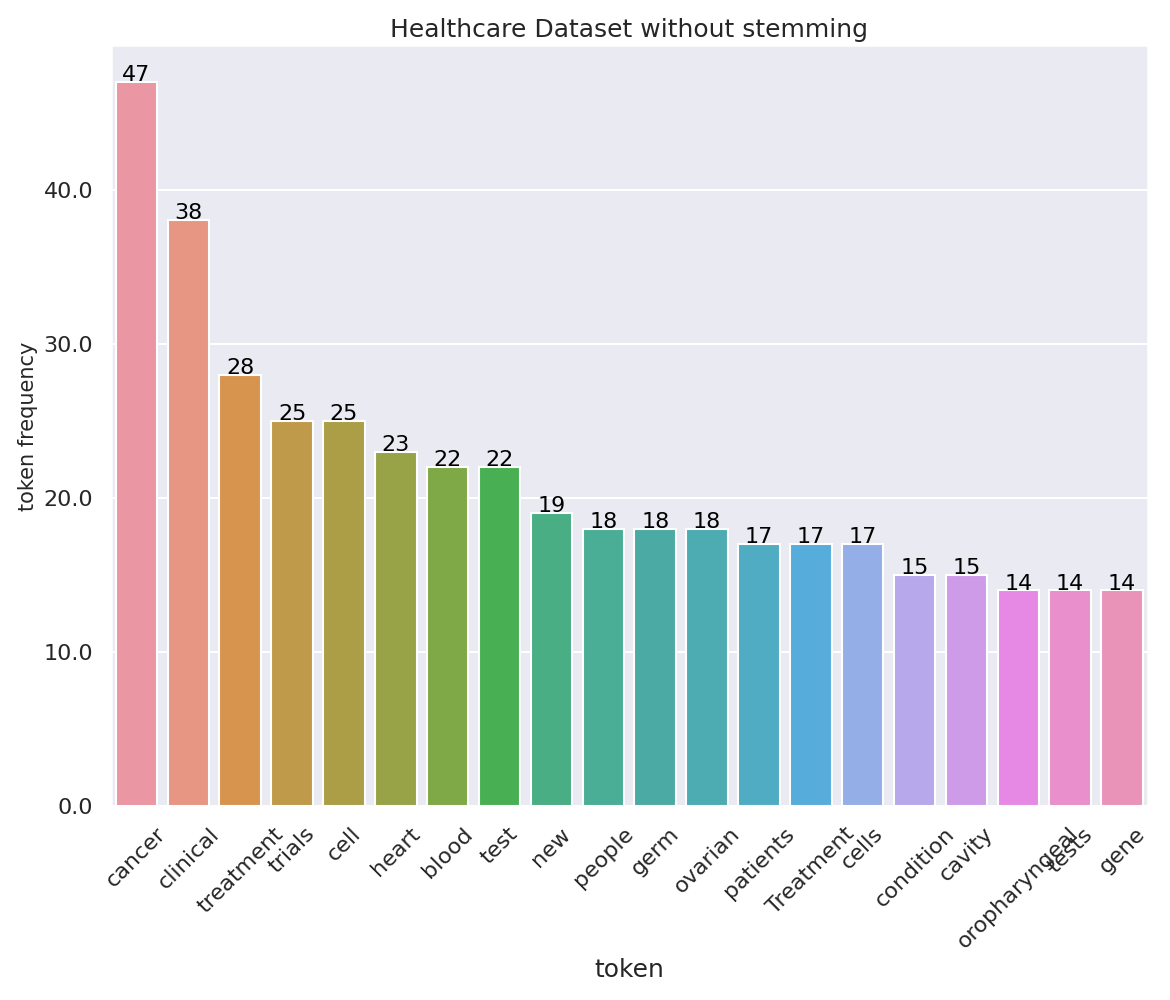 Healthcare Dataset without stemming
47
38
28
25
25
23
22
22
19
18
18
18
17
17
17
15
15
14
14
14
token frequency
40.0
30.0
20.0
10.0
0.0
cancer
clinical
treatment
trials
cell
heart
blood
test
new
people
germ
ovarian
patients
Treatment
cells
condition
cavity
oropharyngeal
tests
gene
token